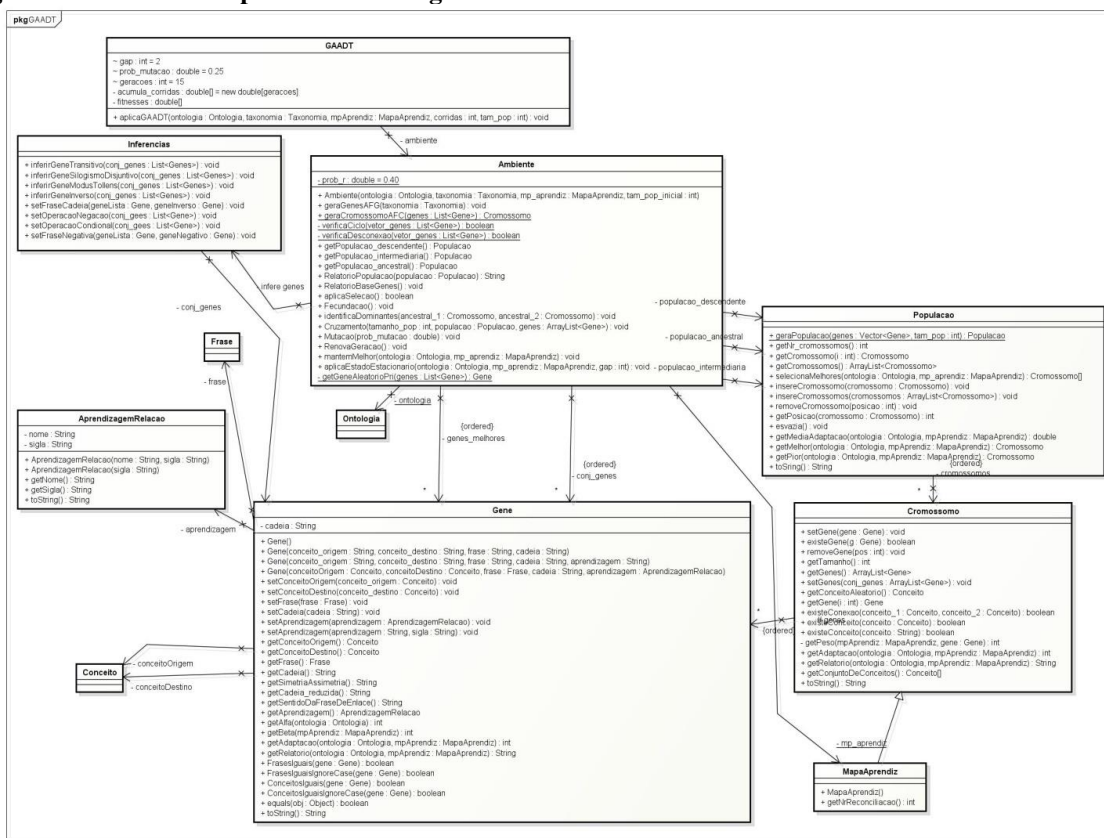 pkg GAADT
GAADT
~ gap : int = 2
~ prob_mutacao : double = 0.25
~ geracoes : int = 15
- acumula_corridas : double[] = new double[geracoes]
- fitnesses : double[]
+ aplicaGAADT(ontologia : Ontologia, taxonomia : Taxonomia, mpAprendiz : MapaAprendiz, corridas : int, tam_pop : int) : void
- ambiente
Inferencias
+ inferirGeneTransitivo(conj_genes : List<Genes>) : void
+ inferirGeneSilogismoDisjuntivo(conj_genes : List<Genes>) : void
+ inferirGeneModusTollens(conj_genes : List<Genes>) : void
+ inferirGeneInverso(conj_genes : List<Genes>) : void
+ setFraseCadeia(geneLista : Gene, geneInverso : Gene) : void
+ setOperacaoNegacao(conj_gees : List<Gene>) : void
+ setOperacaoCondional(conj_gees : List<Gene>) : void
+ setFraseNegativa(geneLista : Gene, geneNegativo : Gene) : void
Ambiente
- prob_r : double = 0.40
+ Ambiente(ontologia : Ontologia, taxonomia : Taxonomia, mp_aprendiz : MapaAprendiz, tam_pop_inicial : int)
+ geraGenesAFG(taxonomia : Taxonomia) : void
+ geraCromossomoAFC(genes : List<Gene>) : Cromossomo
- verificaCiclo(vetor_genes : List<Gene>) : boolean
- verificaDesconexao(vetor_genes : List<Gene>) : boolean
+ getPopulacao_descendente() : Populacao
+ getPopulacao_intermediaria() : Populacao
+ getPopulacao_ancestral() : Populacao
+ RelatorioPopulacao(populacao : Populacao) : String
+ RelatorioBaseGenes() : void
+ aplicaSelecao() : boolean
+ Fecundacao() : void
+ identificaDominantes(ancestral_1 : Cromossomo, ancestral_2 : Cromossomo) : void
+ Cruzamento(tamanho_pop : int, populacao : Populacao, genes : ArrayList<Gene>) : void
+ Mutacao(prob_mutacao : double) : void
+ RenovaGeracao() : void
+ mantemMelhor(ontologia : Ontologia, mp_aprendiz : MapaAprendiz) : void
+ aplicaEstadoEstacionario(ontologia : Ontologia, mp_aprendiz : MapaAprendiz, gap : int) : void
- getGeneAleatorioPri(genes : List<Gene>) : Gene
- infere genes
- conj_genes
- populacao_descendente
- populacao_ancestral
- populacao_intermediaria
Populacao
+ geraPopulacao(genes : Vector<Gene>, tam_pop : int) : Populacao
+ getNr_cromossomos() : int
+ getCromossomo(i : int) : Cromossomo
+ getCromossomos() : ArrayList<Cromossomo>
+ selecionaMelhores(ontologia : Ontologia, mp_aprendiz : MapaAprendiz) : Cromossomo[]
+ insereCromossomo(cromossomo : Cromossomo) : void
+ insereCromossomos(cromossomos : ArrayList<Cromossomo>) : void
+ removeCromossomo(posicao : int) : void
+ getPosicao(cromossomo : Cromossomo) : int
+ esvazia() : void
+ getMediaAdaptacao(ontologia : Ontologia, mpAprendiz : MapaAprendiz) : double
+ getMelhor(ontologia : Ontologia, mpAprendiz : MapaAprendiz) : Cromossomo
+ getPior(ontologia : Ontologia, mpAprendiz : MapaAprendiz) : Cromossomo
+ toSring() : String
{ordered}
- cromossomos
*
Frase
- frase
- ontologia
Ontologia
{ordered}
- genes_melhores
*
{ordered}
- conj_genes
*
AprendizagemRelacao
- nome : String
- sigla : String
+ AprendizagemRelacao(nome : String, sigla : String)
+ AprendizagemRelacao(sigla : String)
+ getNome() : String
+ getSigla() : String
+ toString() : String
- aprendizagem
Gene
- cadeia : String
+ Gene()
+ Gene(conceito_origem : String, conceito_destino : String, frase : String, cadeia : String)
+ Gene(conceito_origem : String, conceito_destino : String, frase : String, cadeia : String, aprendizagem : String)
+ Gene(conceitoOrigem : Conceito, conceitoDestino : Conceito, frase : Frase, cadeia : String, aprendizagem : AprendizagemRelacao)
+ setConceitoOrigem(conceito_origem : Conceito) : void
+ setConceitoDestino(conceito_destino : Conceito) : void
+ setFrase(frase : Frase) : void
+ setCadeia(cadeia : String) : void
+ setAprendizagem(aprendizagem : AprendizagemRelacao) : void
+ setAprendizagem(aprendizagem : String, sigla : String) : void
+ getConceitoOrigem() : Conceito
+ getConceitoDestino() : Conceito
+ getFrase() : Frase
+ getCadeia() : String
+ getSimetriaAssimetria() : String
+ getCadeia_reduzida() : String
+ getSentidoDaFraseDeEnlace() : String
+ getAprendizagem() : AprendizagemRelacao
+ getAlfa(ontologia : Ontologia) : int
+ getBeta(mpAprendiz : MapaAprendiz) : int
+ getAdaptacao(ontologia : Ontologia, mpAprendiz : MapaAprendiz) : int
+ getRelatorio(ontologia : Ontologia, mpAprendiz : MapaAprendiz) : String
+ FrasesIguais(gene : Gene) : boolean
+ FrasesIguaisIgnoreCase(gene : Gene) : boolean
+ ConceitosIguais(gene : Gene) : boolean
+ ConceitosIguaisIgnoreCase(gene : Gene) : boolean
+ equals(obj : Object) : boolean
+ toString() : String
Conceito
- conceitoOrigem
- conceitoDestino
Cromossomo
+ setGene(gene : Gene) : void
+ existeGene(g : Gene) : boolean
+ removeGene(pos : int) : void
+ getTamanho() : int
+ getGenes() : ArrayList<Gene>
+ setGenes(conj_genes : ArrayList<Gene>) : void
+ getConceitoAleatorio() : Conceito
+ getGene(i : int) : Gene
+ existeConexao(conceito_1 : Conceito, conceito_2 : Conceito) : boolean
+ existeConceito(conceito : Conceito) : boolean
+ existeConceito(conceito : String) : boolean
- getPeso(mpAprendiz : MapaAprendiz, gene : Gene) : int
+ getAdaptacao(ontologia : Ontologia, mpAprendiz : MapaAprendiz) : int
+ getRelatorio(ontologia : Ontologia, mpAprendiz : MapaAprendiz) : String
+ getConjuntoDeConceitos() : Conceito[]
+ toString() : String
*
{ordered}
- mp_aprendiz
MapaAprendiz
+ MapaAprendiz()
+ getNrReconciliacao() : int